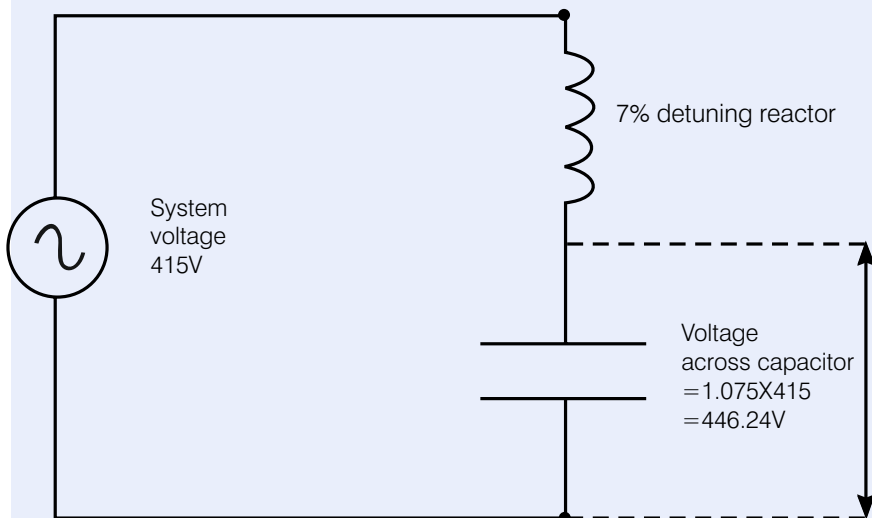 7% detuning reactor
System
voltage
415V
Voltage
across capacitor
=1.075X415
=446.24V